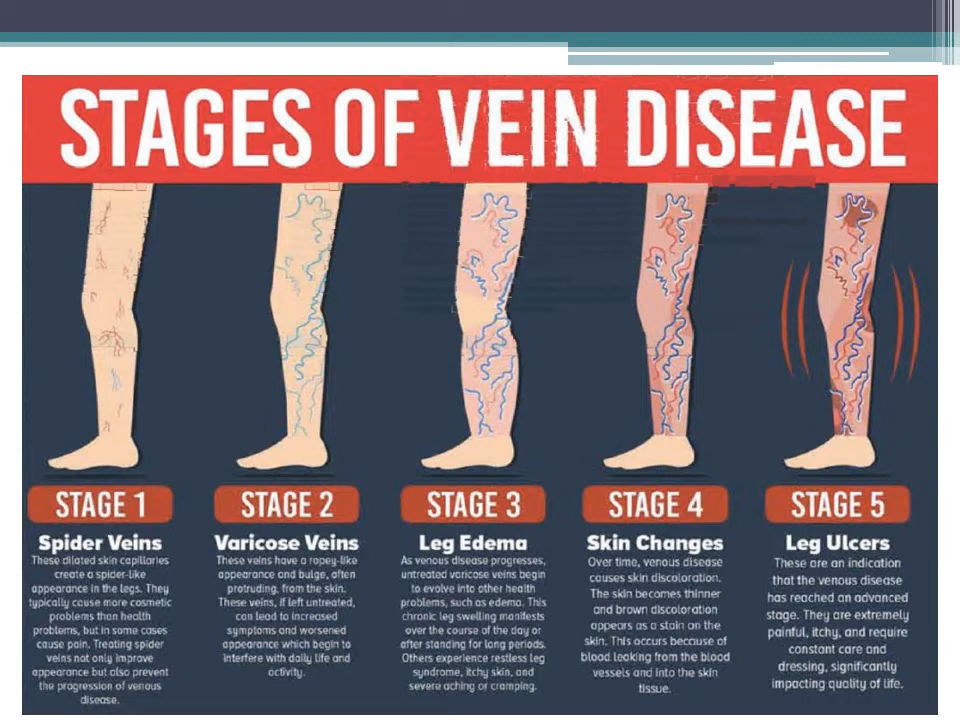 STAGES OF VEIN DISEASE
STAGE 1
Spider Veins
These dilated skin capillaries
create a spider-like
appearance in the legs. They
typically cause more cosmetic
problems than health
problems, but in some cases
cause pain. Treating spider
veins not only improve
appearance but also prevent
the progression of venous
disease.
STAGE 2
Varicose Veins
These veins have a ropey-like
appearance and bulge, often
protruding, from the skin.
These veins, if left untreated,
can lead to increased
symptoms and worsened
appearance which begin to
interfere with daily life and
activity.
STAGE 3
Leg Edema
As venous disease progresses,
untreated varicose veins begin
to evolve into other health
problems, such as edema. This
chronic leg swelling manifests
over the course of the day or
after standing for long periods.
Others experience restless leg
syndrome, itchy skin, and
severe aching or cramping.
STAGE 4
Skin Changes
Over time, venous disease
causes skin discoloration.
The skin becomes thinner
and brown discoloration
appears as a stain on the
skin. This occurs because of
blood leaking from the blood
vessels and into the skin
tissue.
STAGE 5
Leg Ulcers
These are an indication
that the venous disease
has reached an advanced
stage. They are extremely
painful, itchy, and require
constant care and
dressing, significantly
impacting quality of life.